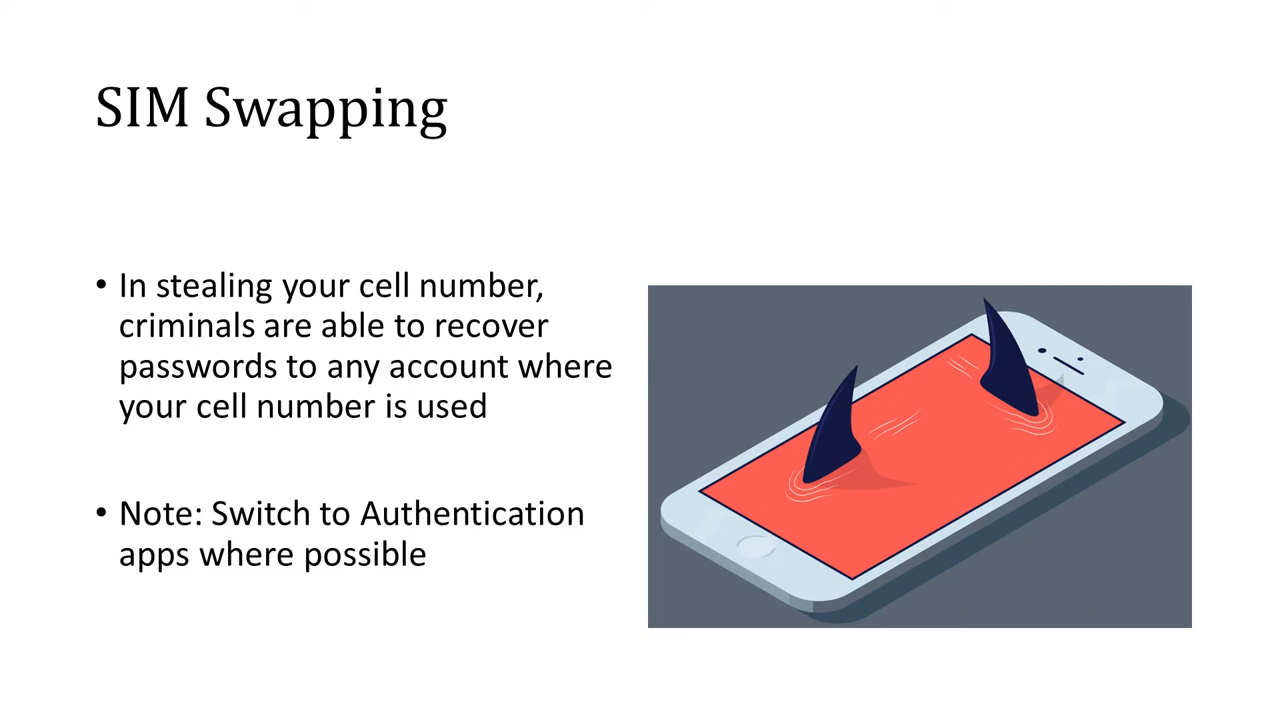 SIM Swapping
• In stealing your cell number,
criminals are able to recover
passwords to any account where
your cell number is used
• Note: Switch to Authentication
apps where possible